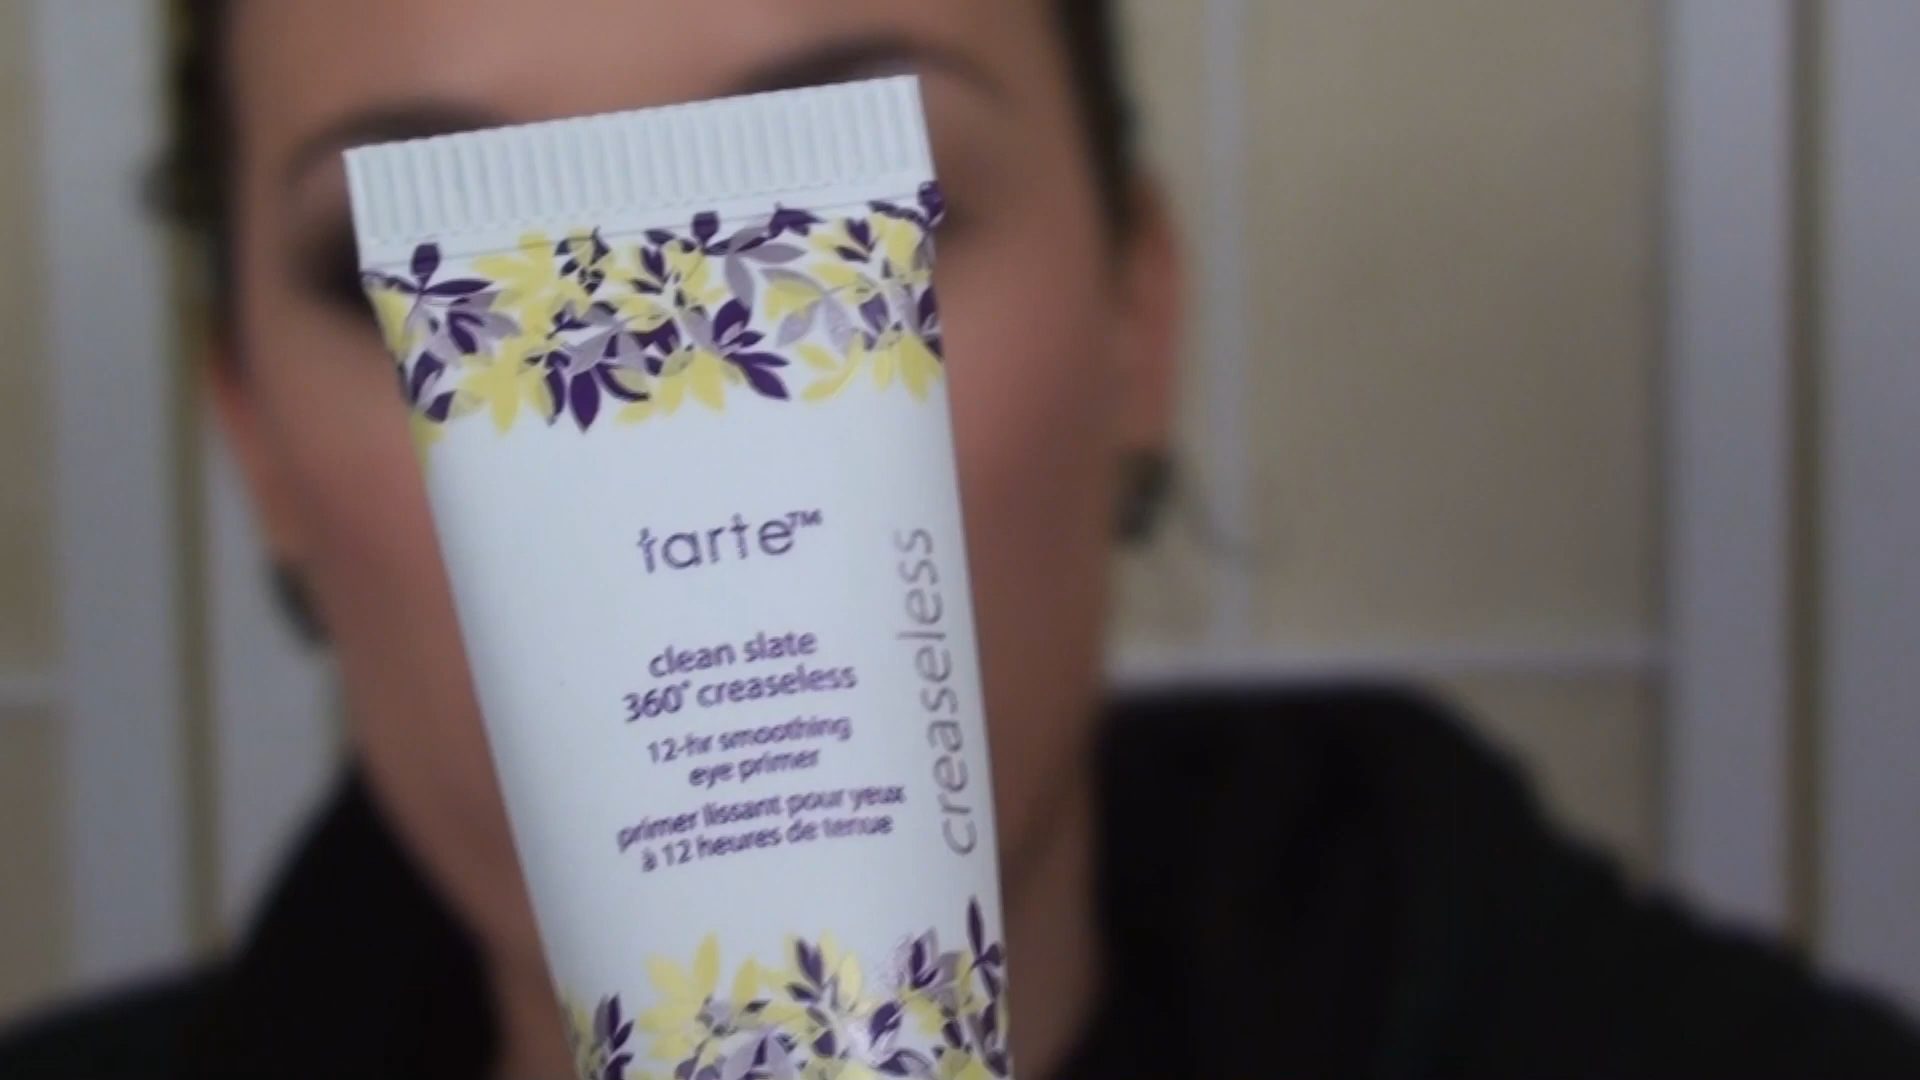 tarte™
clean slate
360° creaseless
12-hr smoothing
eye primer
primer lissant pour yeux
à 12 heures de tenue
creaseless